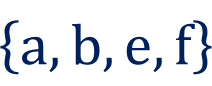 {a, b, e, f}